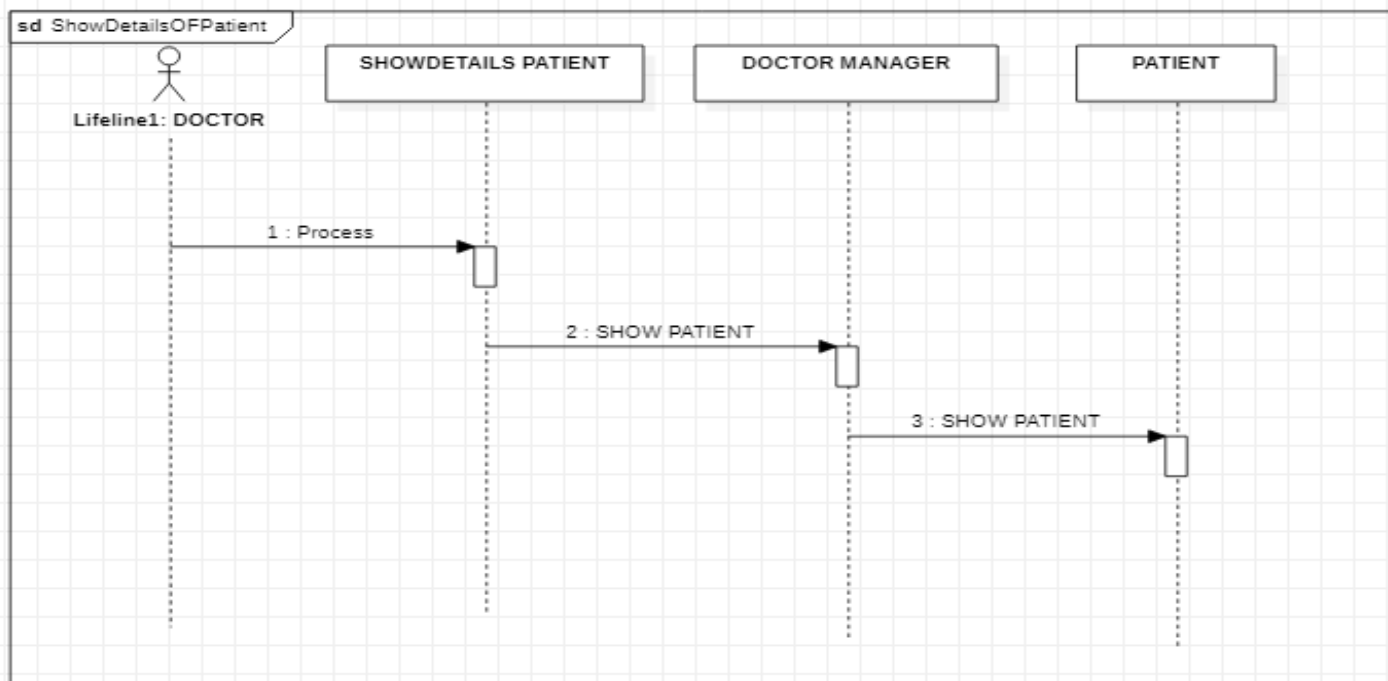 sd ShowDetailsOFPatient
SHOWDETAILS PATIENT
DOCTOR MANAGER
PATIENT
Lifeline1: DOCTOR
1 : Process
2 : SHOW PATIENT
3 : SHOW PATIENT